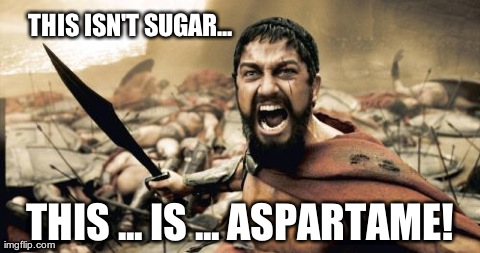 THIS ISN'T SUGAR...
THIS ... IS ... ASPARTAME!
imgflip.com